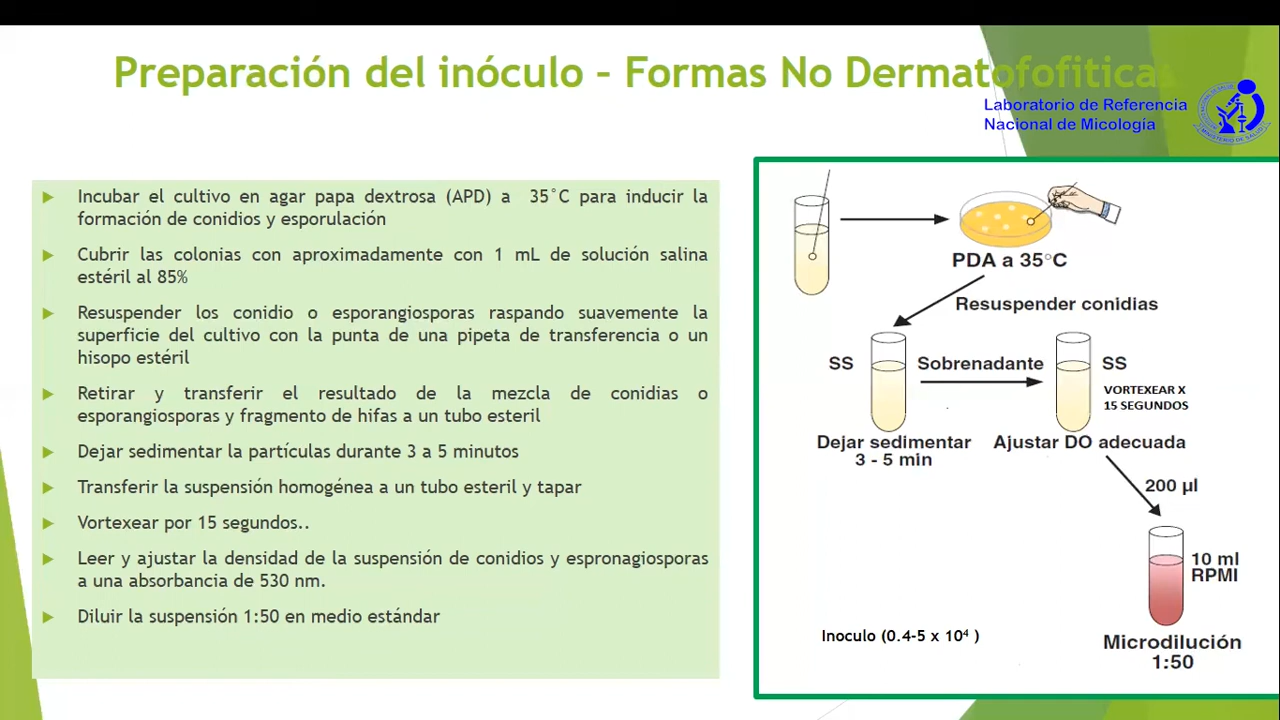 Preparación del inóculo – Formas No Dermatofofiticas
Laboratorio de Referencia
Nacional de Micología
Incubar el cultivo en agar papa dextrosa (APD) a 35°C para inducir la
formación de conidios y esporulación
Cubrir las colonias con aproximadamente con 1 mL de solución salina
estéril al 85%
Resuspender los conidio o esporangiosporas raspando suavemente la
superficie del cultivo con la punta de una pipeta de transferencia o un
hisopo estéril
Retirar y transferir el resultado de la mezcla de conidias o
esporangiosporas y fragmento de hifas a un tubo esteril
Dejar sedimentar la partículas durante 3 a 5 minutos
Transferir la suspensión homogénea a un tubo esteril y tapar
Vortexear por 15 segundos..
Leer y ajustar la densidad de la suspensión de conidios y espronagiosporas
a una absorbancia de 530 nm.
Diluir la suspensión 1:50 en medio estándar
PDA a 35°C
Resuspender conidias
SS
Sobrenadante
SS
VORTEXEAR X
15 SEGUNDOS
Dejar sedimentar
3 - 5 min
Ajustar DO adecuada
200 µl
10 ml
RPMI
Inoculo (0.4-5 x 10⁴ )
Microdilución
1:50